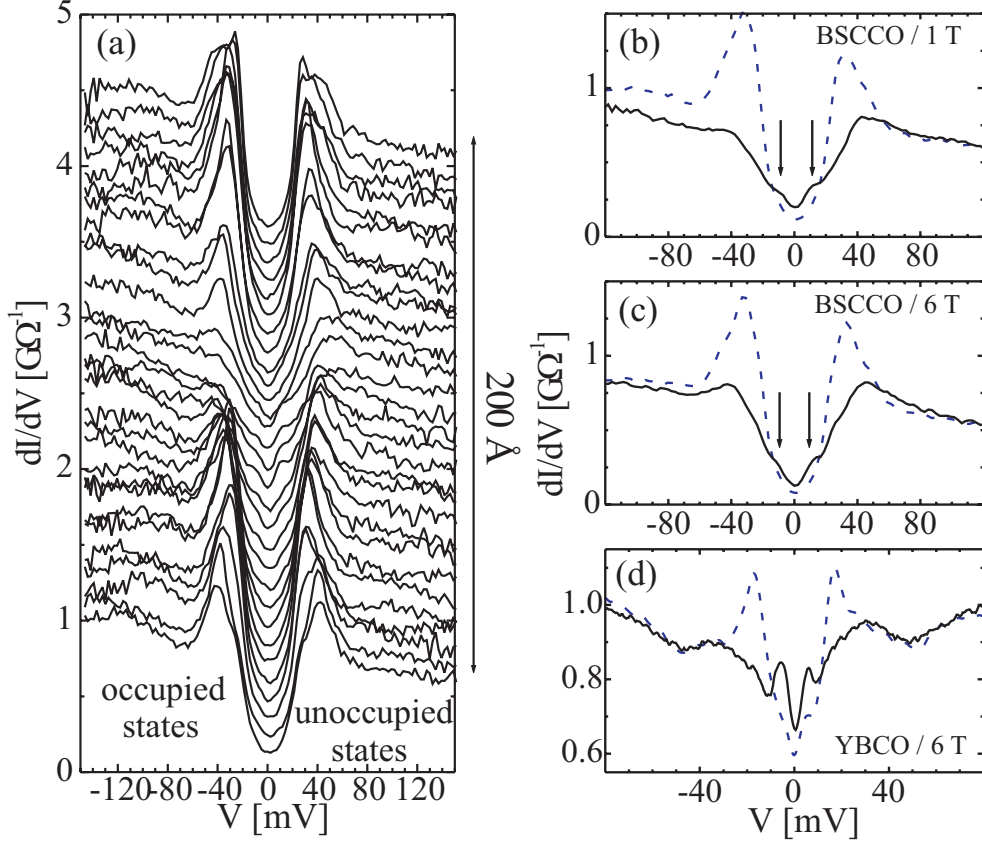 (a)
5
4
3
2
1
0
dI/dV [GΩ⁻¹]
occupied
states
unoccupied
states
-120 -80 -40 0 40 80 120
V [mV]
200 Å
(b)
BSCCO / 1 T
1
0
-80 -40 0 40
(c)
BSCCO / 6 T
1
0
dI/dV [GΩ⁻¹]
-80 -40 0 40
(d)
1.0
0.8
0.6
YBCO / 6 T
-40 0 40
V [mV]